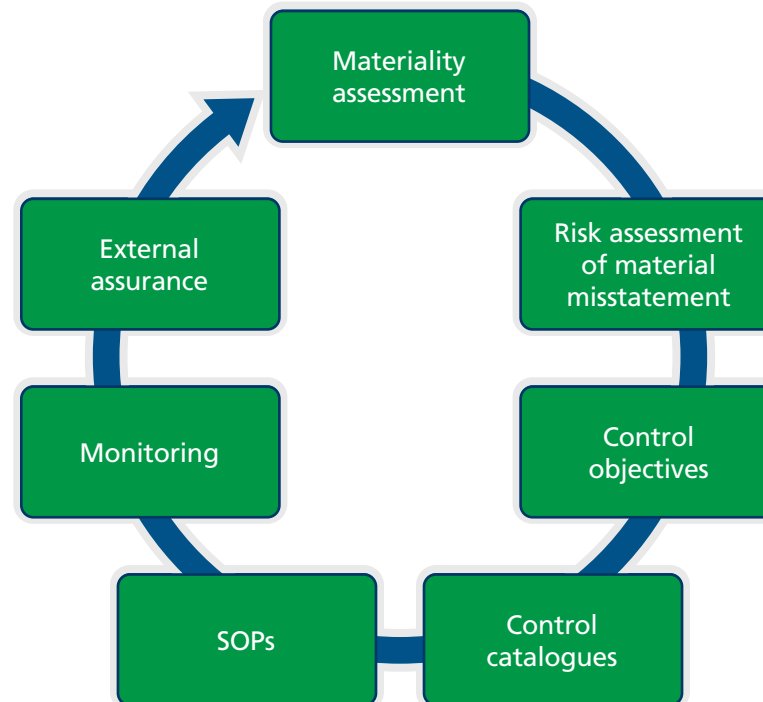 Materiality
assessment
Risk assessment
of material
misstatement
Control
objectives
Control
catalogues
SOPs
Monitoring
External
assurance